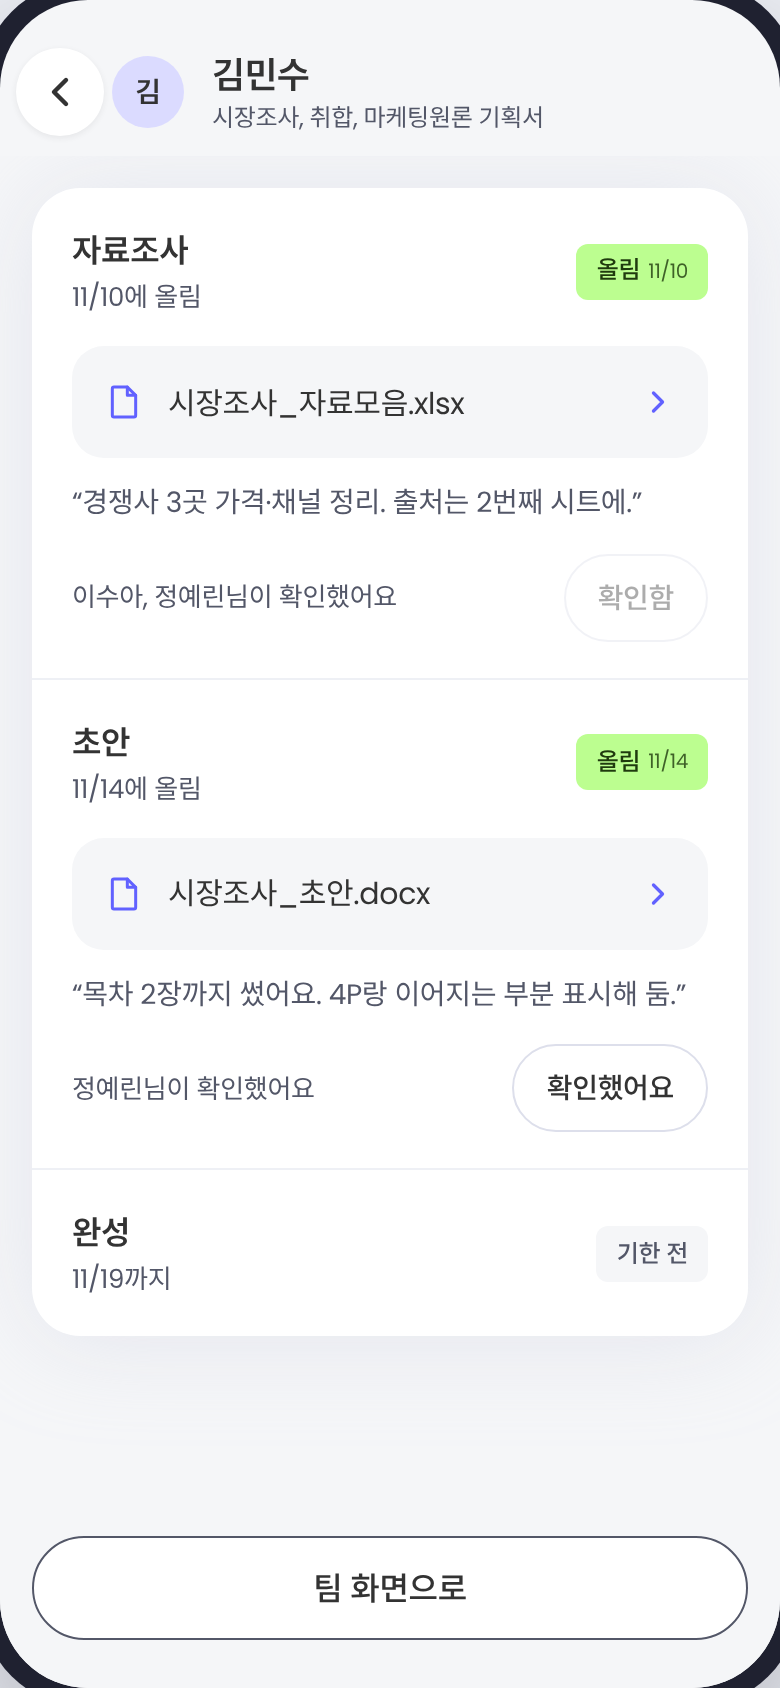 김
김민수
시장조사, 취합, 마케팅원론 기획서
자료조사
11/10에 올림
올림 11/10
시장조사_자료모음.xlsx
“경쟁사 3곳 가격·채널 정리. 출처는 2번째 시트에.”
이수아, 정예린님이 확인했어요
확인함
초안
11/14에 올림
올림 11/14
시장조사_초안.docx
“목차 2장까지 썼어요. 4P랑 이어지는 부분 표시해 둠.”
정예린님이 확인했어요
확인했어요
완성
11/19까지
기한 전
팀 화면으로